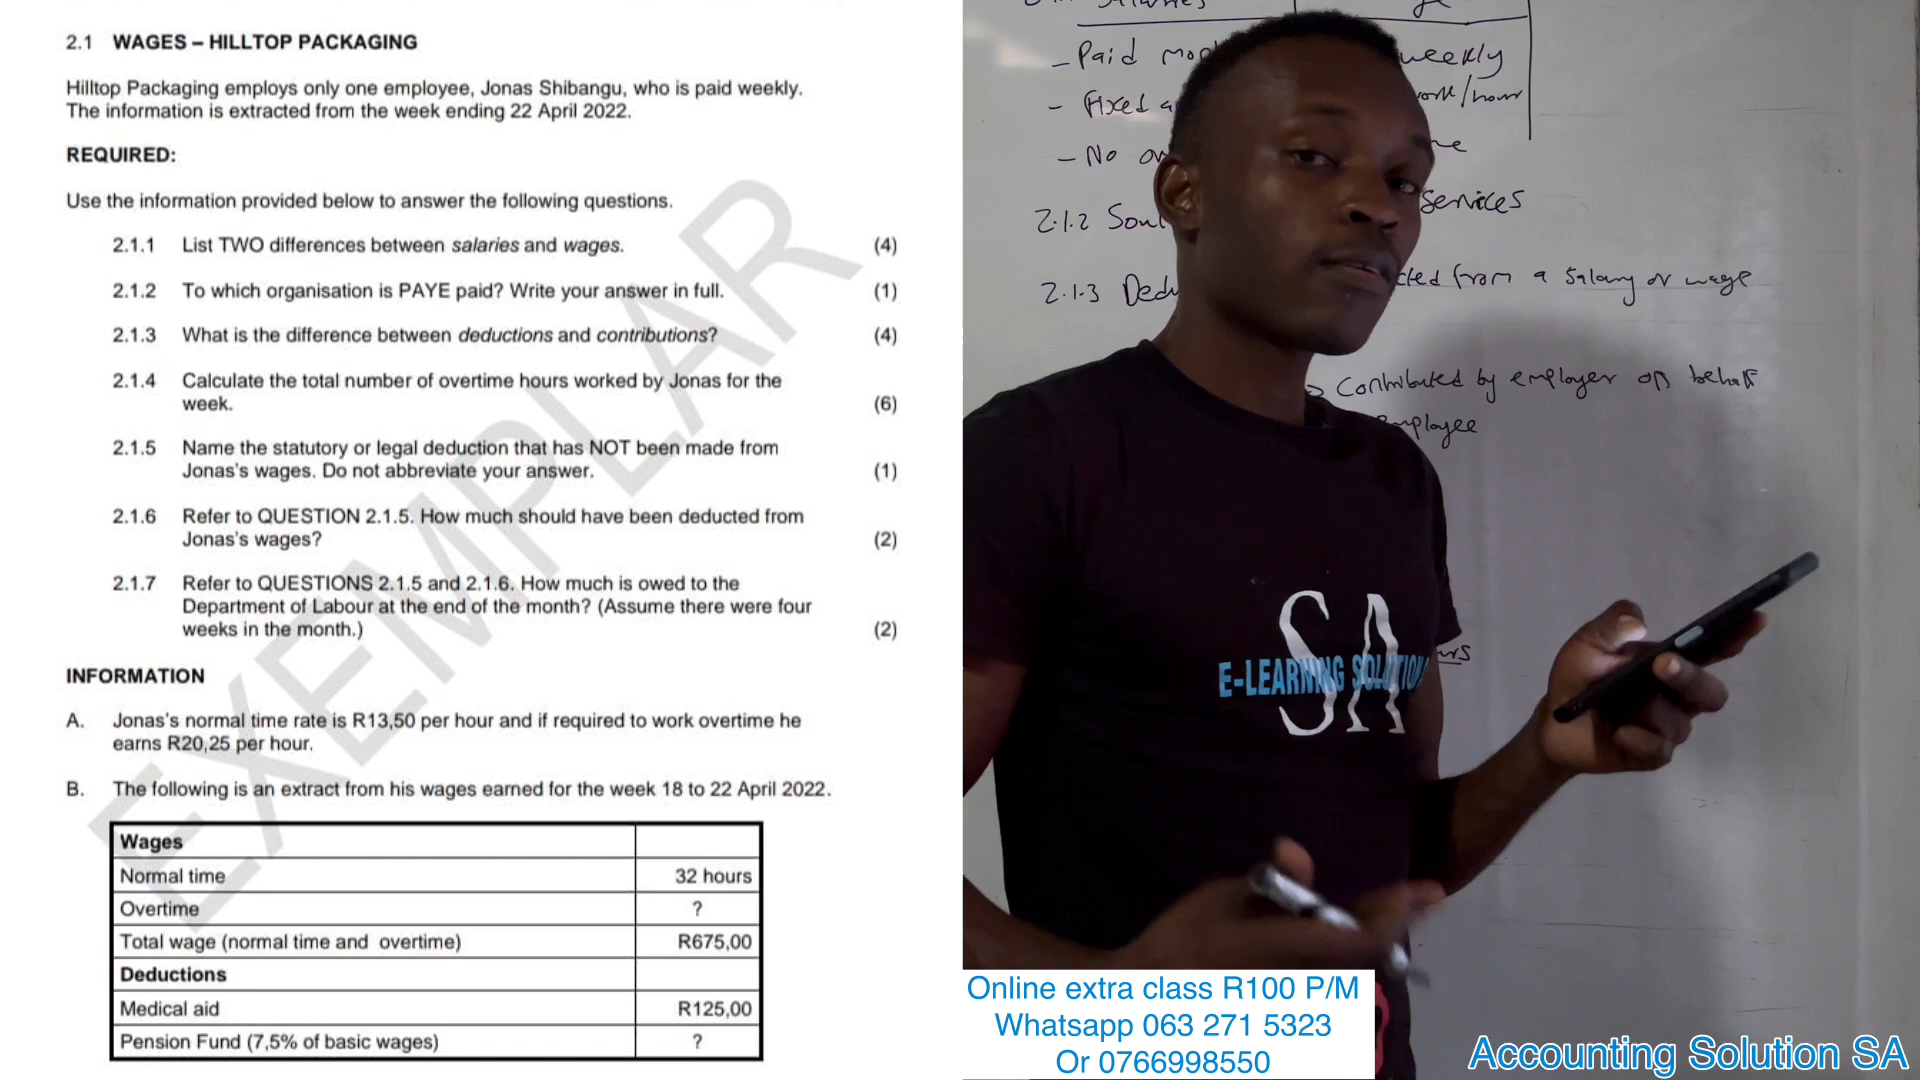 2.1 WAGES – HILLTOP PACKAGING
Hilltop Packaging employs only one employee, Jonas Shibangu, who is paid weekly.
The information is extracted from the week ending 22 April 2022.
REQUIRED:
Use the information provided below to answer the following questions.
2.1.1 List TWO differences between salaries and wages. (4)
2.1.2 To which organisation is PAYE paid? Write your answer in full. (1)
2.1.3 What is the difference between deductions and contributions? (4)
2.1.4 Calculate the total number of overtime hours worked by Jonas for the
week. (6)
2.1.5 Name the statutory or legal deduction that has NOT been made from
Jonas's wages. Do not abbreviate your answer. (1)
2.1.6 Refer to QUESTION 2.1.5. How much should have been deducted from
Jonas's wages? (2)
2.1.7 Refer to QUESTIONS 2.1.5 and 2.1.6. How much is owed to the
Department of Labour at the end of the month? (Assume there were four
weeks in the month.) (2)
INFORMATION
A. Jonas's normal time rate is R13,50 per hour and if required to work overtime he
earns R20,25 per hour.
B. The following is an extract from his wages earned for the week 18 to 22 April 2022.
Wages
Normal time 32 hours
Overtime ?
Total wage (normal time and overtime) R675,00
Deductions
Medical aid R125,00
Pension Fund (7,5% of basic wages) ?
EXEMPLAR
- Paid weekly
- Fixed work/hour
- No
2.1.2 services
2.1.3 from a salary or wage
Contributed by employer on behalf
employee
SA
E-LEARNING SOLUTION
Online extra class R100 P/M
Whatsapp 063 271 5323
Or 0766998550
Accounting Solution SA